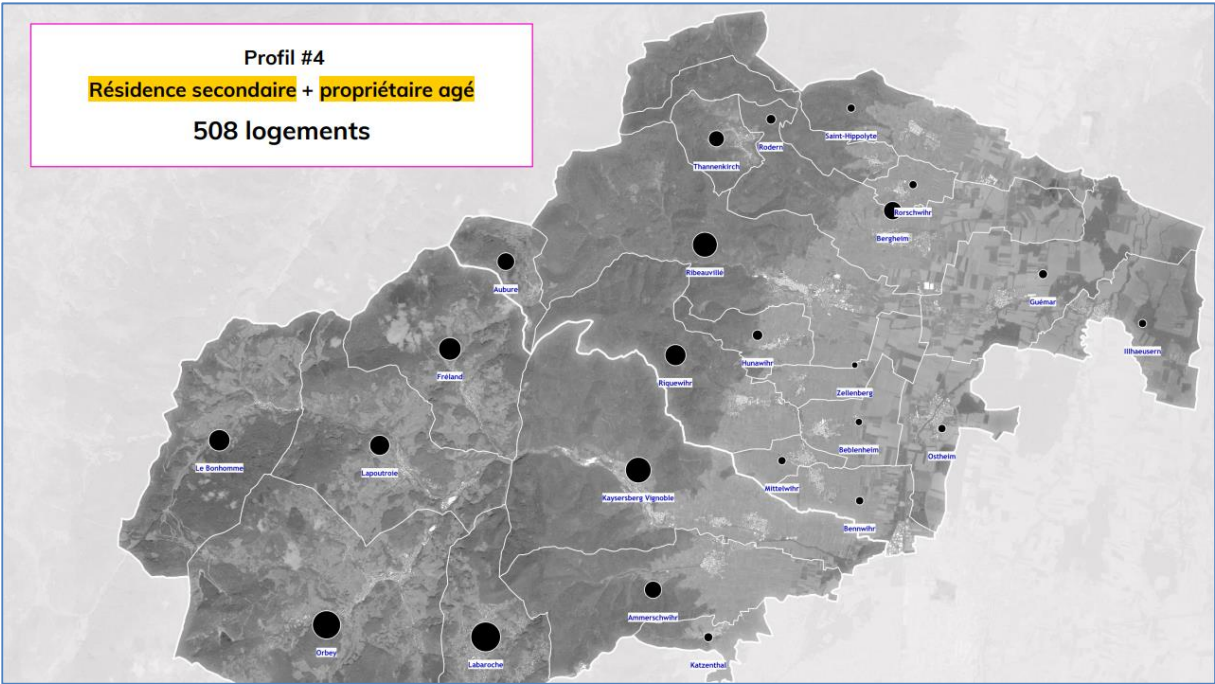 Profil #4
Résidence secondaire + propriétaire agé
508 logements
Saint-Hippolyte
Rodern
Thannenkirch
Rorschwihr
Bergheim
Ribeauvillé
Aubure
Guémar
Illhaeusern
Hunawihr
Fréland
Riquewihr
Zellenberg
Beblenheim
Ostheim
Le Bonhomme
Lapoutroie
Mittelwihr
Kaysersberg Vignoble
Bennwihr
Ammerschwihr
Orbey
Labaroche
Katzenthal